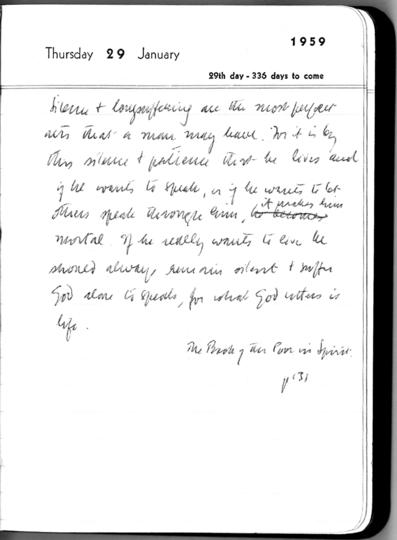 1959
Thursday 29 January
29th day - 336 days to come
Silence + longsuffering are the most perfect
acts that a man may have. For it is by
this silence + patience that he lives and
if he wants to speak, or if he wants to let
others speak through him, it makes him
mortal. If he really wants to live he
should always remain silent + suffer
God alone to speak, for what God utters is
life.
The Book of the Poor in Spirit.
p 131